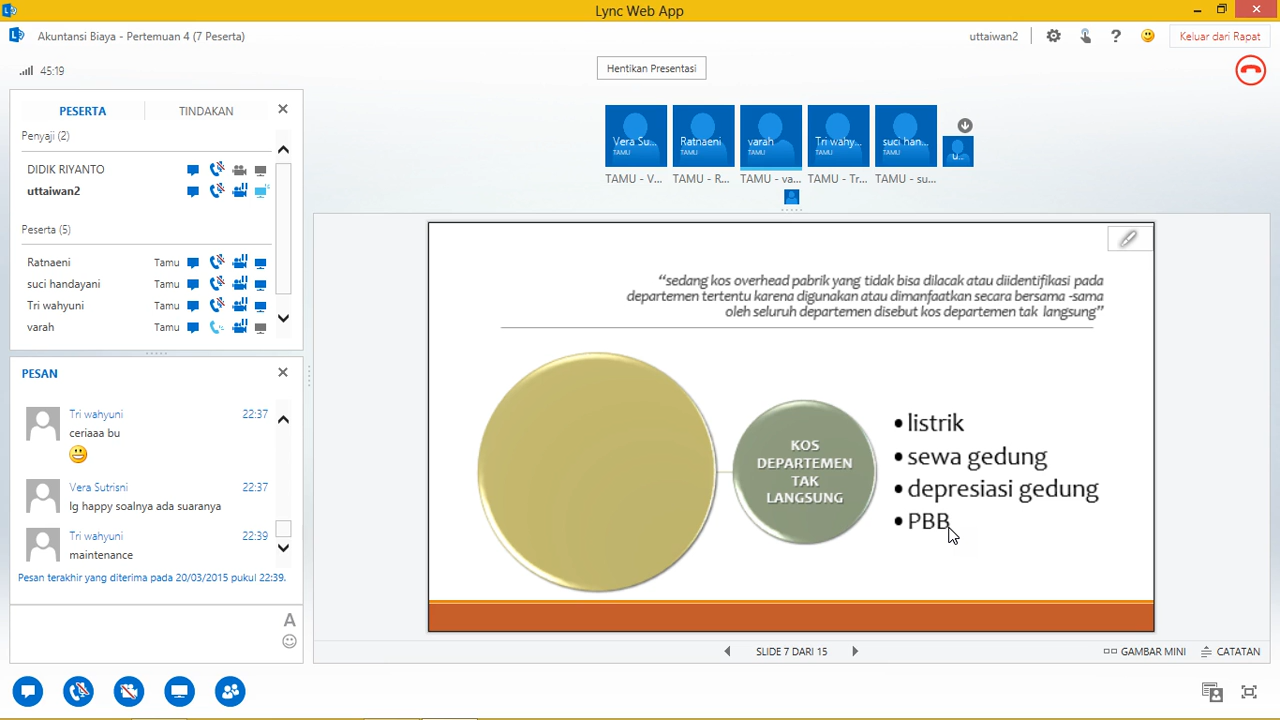 Lync Web App
Akuntansi Biaya - Pertemuan 4 (7 Peserta)
uttaiwan2
?
Keluar dari Rapat
45:19
Hentikan Presentasi
PESERTA
TINDAKAN
Penyaji (2)
DIDIK RIYANTO
uttaiwan2
Peserta (5)
Ratnaeni Tamu
suci handayani Tamu
Tri wahyuni Tamu
varah Tamu
Vera Su...
TAMU
Ratnaeni
TAMU
varah
TAMU
Tri wahy...
TAMU
suci han...
TAMU
u...
TAMU - V...
TAMU - R...
TAMU - va...
TAMU - Tr...
TAMU - su...
PESAN
Tri wahyuni 22:37
ceriaaa bu
Vera Sutrisni 22:37
lg happy soalnya ada suaranya
Tri wahyuni 22:39
maintenance
Pesan terakhir yang diterima pada 20/03/2015 pukul 22:39.
A
“sedang kos overhead pabrik yang tidak bisa dilacak atau diidentifikasi pada
departemen tertentu karena digunakan atau dimanfaatkan secara bersama -sama
oleh seluruh departemen disebut kos departemen tak langsung”
KOS
DEPARTEMEN
TAK
LANGSUNG
• listrik
• sewa gedung
• depresiasi gedung
• PBB
SLIDE 7 DARI 15
GAMBAR MINI
CATATAN